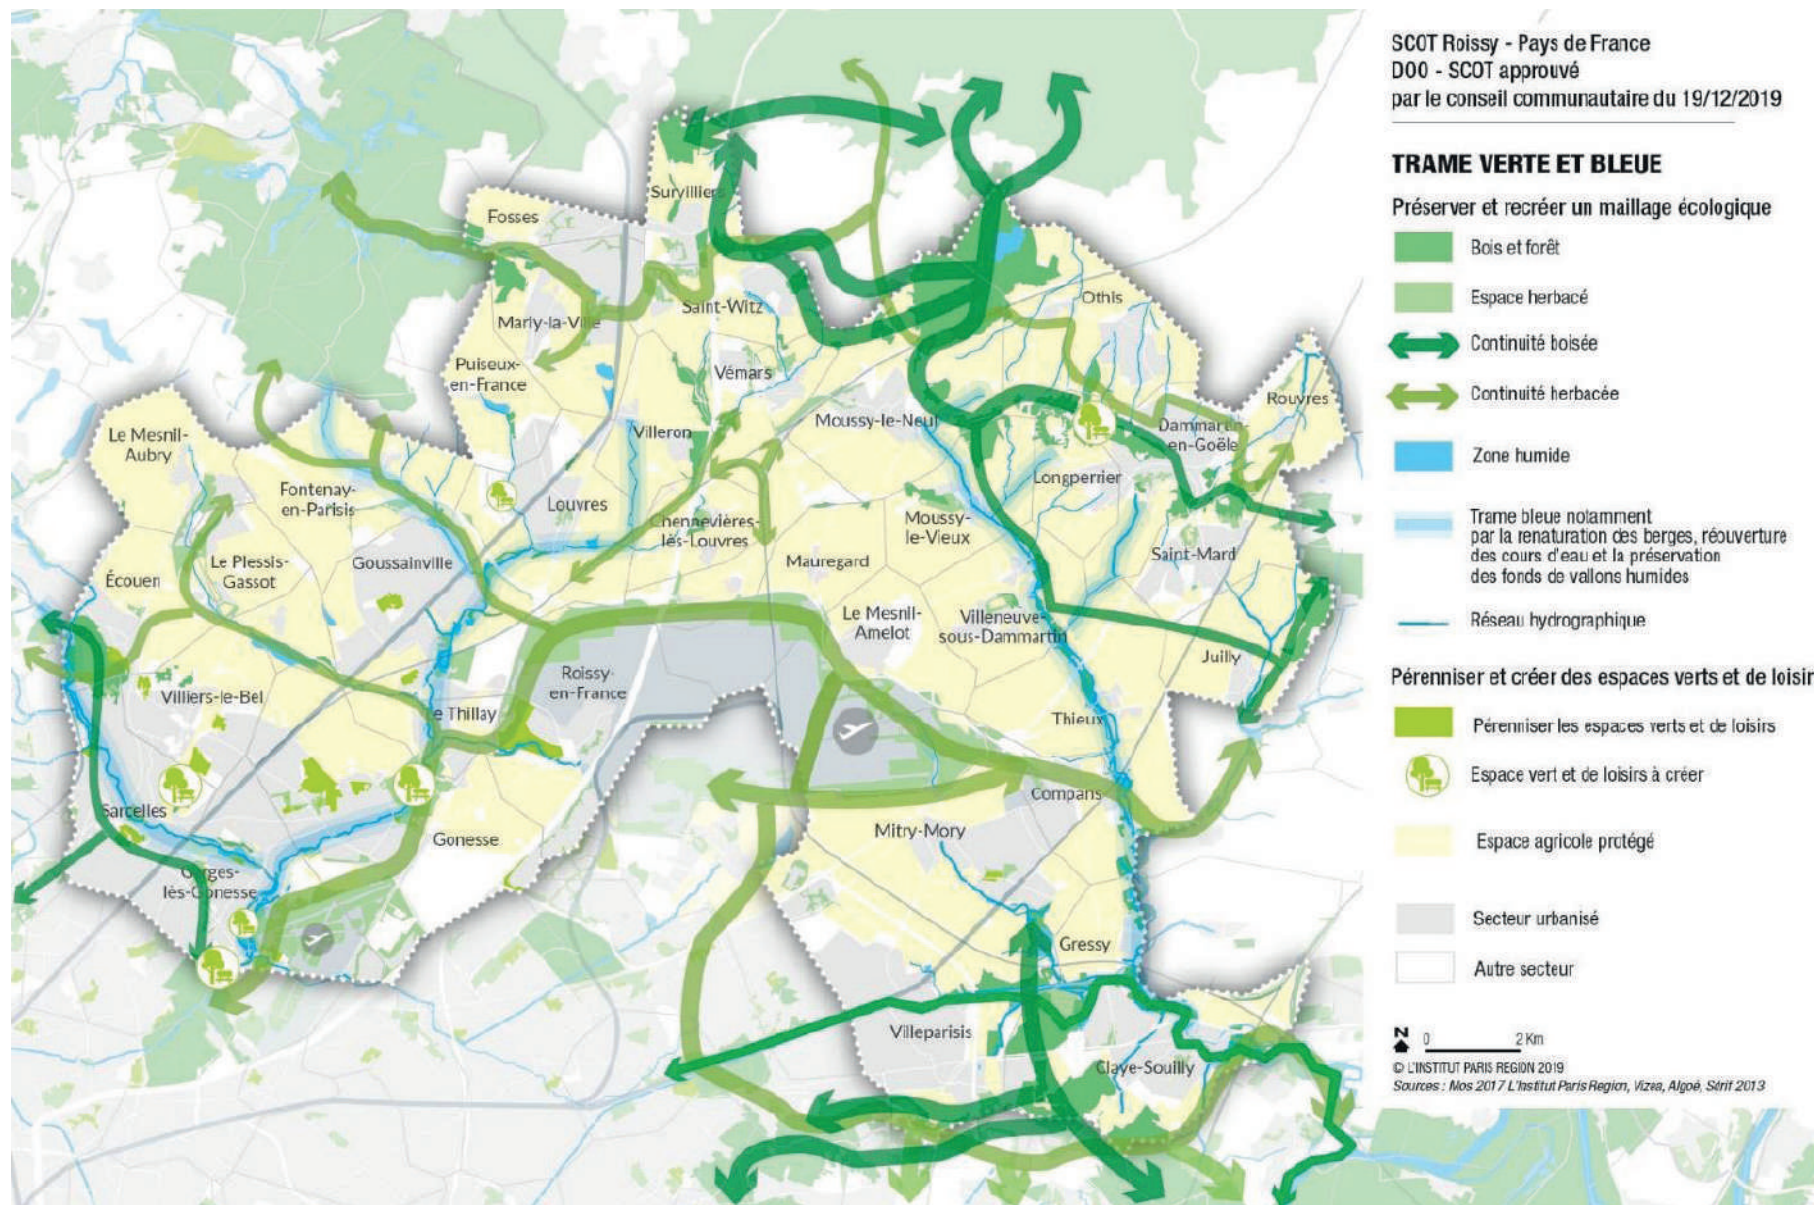 SCOT Roissy - Pays de France
DOO - SCOT approuvé
par le conseil communautaire du 19/12/2019
TRAME VERTE ET BLEUE
Préserver et recréer un maillage écologique
Bois et forêt
Espace herbacé
Continuité boisée
Continuité herbacée
Zone humide
Trame bleue notamment
par la renaturation des berges, réouverture
des cours d'eau et la préservation
des fonds de vallons humides
Réseau hydrographique
Pérenniser et créer des espaces verts et de loisir
Pérenniser les espaces verts et de loisirs
Espace vert et de loisirs à créer
Espace agricole protégé
Secteur urbanisé
Autre secteur
N
0 2 Km
© L'INSTITUT PARIS REGION 2019
Sources : Mos 2017 L'Institut Paris Region, Vizea, Algoé, Sérif 2013
Survilliers
Fosses
Othis
Saint-Witz
Marly-la-Ville
Puiseux-
en-France
Vémars
Rouvres
Moussy-le-Neuf
Dammartin-
en-Goële
Le Mesnil-
Aubry
Villeron
Longperrier
Fontenay-
en-Parisis
Louvres
Chennevières-
lès-Louvres
Moussy-
le-Vieux
Saint-Mard
Mauregard
Le Plessis-
Gassot
Goussainville
Écouen
Le Mesnil-
Amelot
Villeneuve-
sous-Dammartin
Juilly
Roissy-
en-France
Villiers-le-Bel
e Thillay
Thieux
Compans
Sarcelles
Mitry-Mory
Gonesse
Garges-
lès-Gonesse
Gressy
Villeparisis
Claye-Souilly